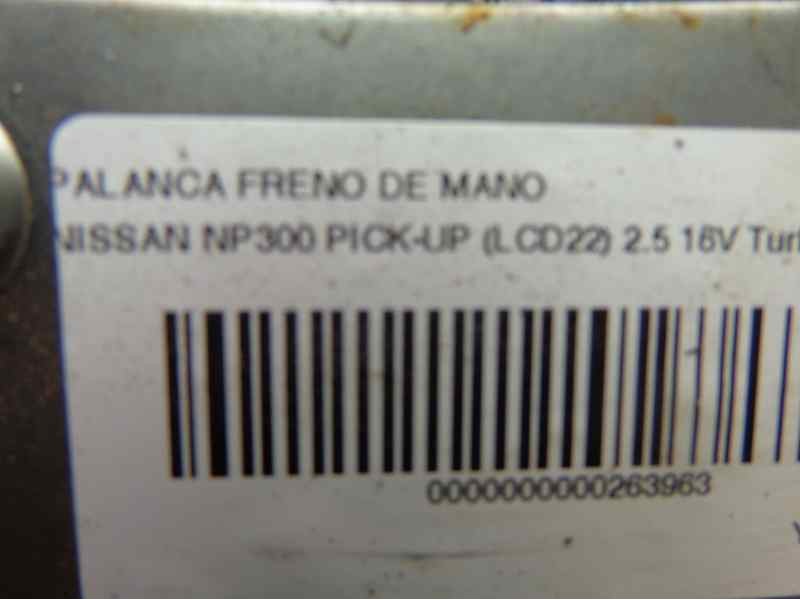 PALANCA FRENO DE MANO
NISSAN NP300 PICK-UP (LCD22) 2.5 16V
0000000000263963